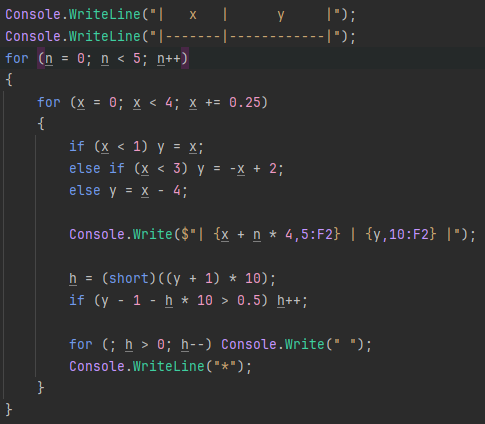 Console.WriteLine("|   x   |      y     |");
Console.WriteLine("|-------|------------|");
for (n = 0; n < 5; n++)
{
    for (x = 0; x < 4; x += 0.25)
    {
        if (x < 1) y = x;
        else if (x < 3) y = -x + 2;
        else y = x - 4;

        Console.Write($"| {x + n * 4,5:F2} | {y,10:F2} |");

        h = (short)((y + 1) * 10);
        if (y - 1 - h * 10 > 0.5) h++;

        for (; h > 0; h--) Console.Write(" ");
        Console.WriteLine("*");
    }
}